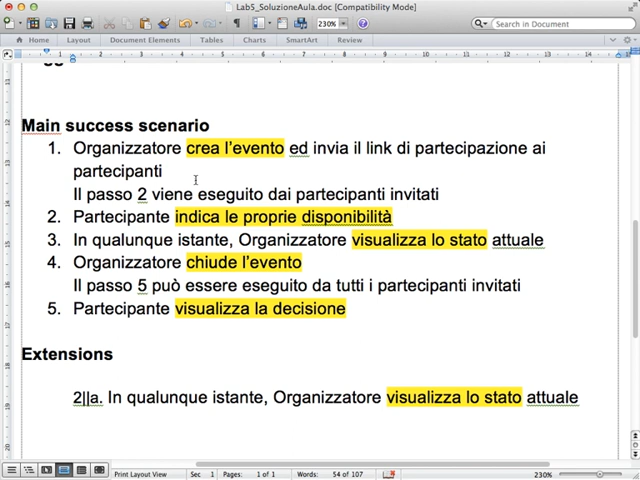 Lab5_SoluzioneAula.doc [Compatibility Mode]
230%
Search in Document
Home Layout Document Elements Tables Charts SmartArt Review
Main success scenario
1. Organizzatore crea l'evento ed invia il link di partecipazione ai
partecipanti
Il passo 2 viene eseguito dai partecipanti invitati
2. Partecipante indica le proprie disponibilità
3. In qualunque istante, Organizzatore visualizza lo stato attuale
4. Organizzatore chiude l'evento
Il passo 5 può essere eseguito da tutti i partecipanti invitati
5. Partecipante visualizza la decisione
Extensions
2||a. In qualunque istante, Organizzatore visualizza lo stato attuale
Print Layout View Sec 1 Pages: 1 of 1 Words: 54 of 107 230%